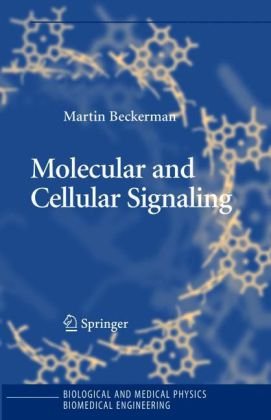 Martin Beckerman
Molecular and
Cellular Signaling
Springer
BIOLOGICAL AND MEDICAL PHYSICS
BIOMEDICAL ENGINEERING